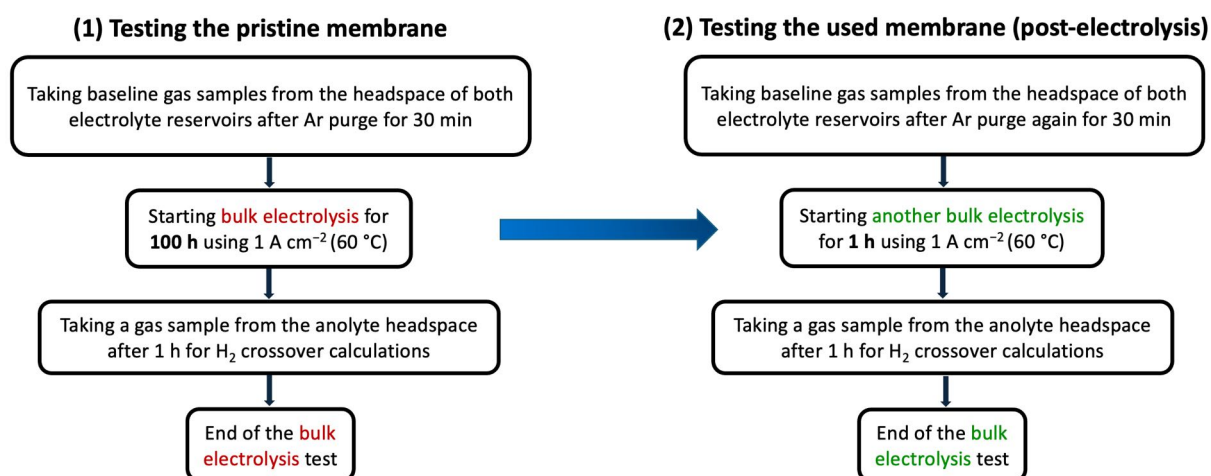 (1) Testing the pristine membrane
Taking baseline gas samples from the headspace of both
electrolyte reservoirs after Ar purge for 30 min
Starting bulk electrolysis for
100 h using 1 A cm⁻² (60 °C)
Taking a gas sample from the anolyte headspace
after 1 h for H₂ crossover calculations
End of the bulk
electrolysis test
(2) Testing the used membrane (post-electrolysis)
Taking baseline gas samples from the headspace of both
electrolyte reservoirs after Ar purge again for 30 min
Starting another bulk electrolysis
for 1 h using 1 A cm⁻² (60 °C)
Taking a gas sample from the anolyte headspace
after 1 h for H₂ crossover calculations
End of the bulk
electrolysis test